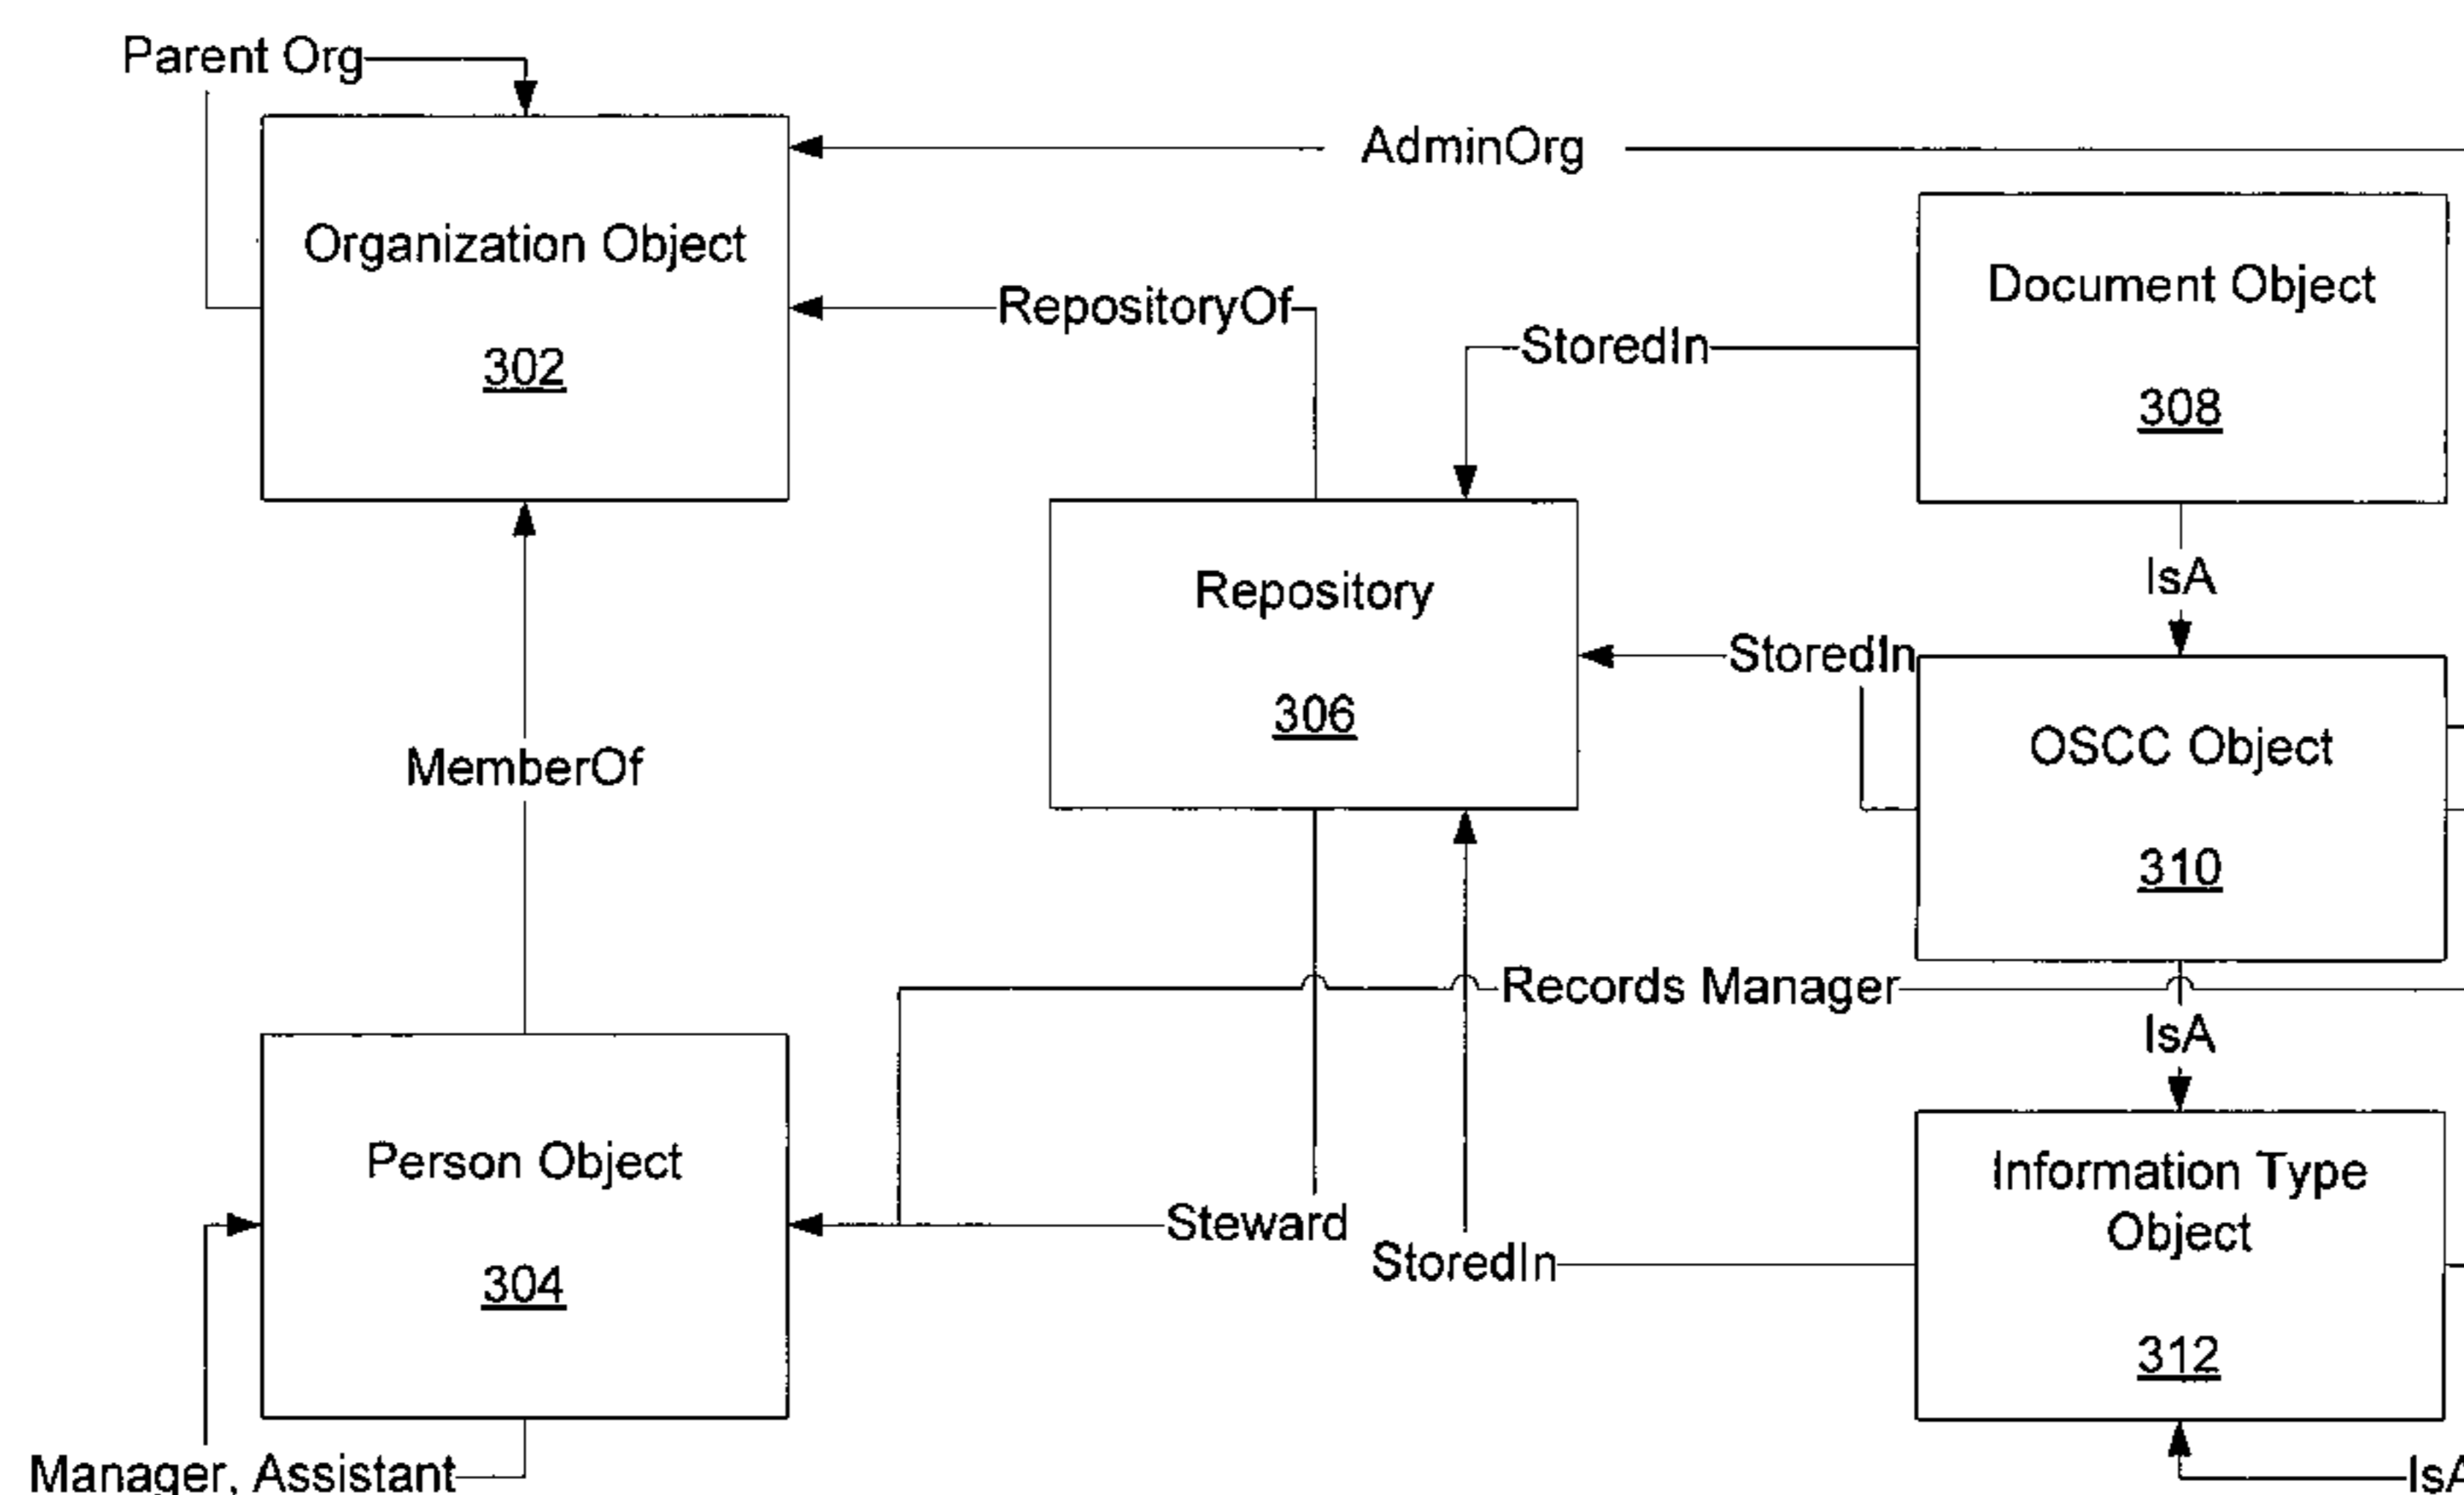 Parent Org
AdminOrg
Organization Object
302
RepositoryOf
Document Object
308
StoredIn
IsA
Repository
306
StoredIn
OSCC Object
310
MemberOf
Records Manager
IsA
Person Object
304
Steward
StoredIn
Information Type
Object
312
Manager, Assistant
IsA